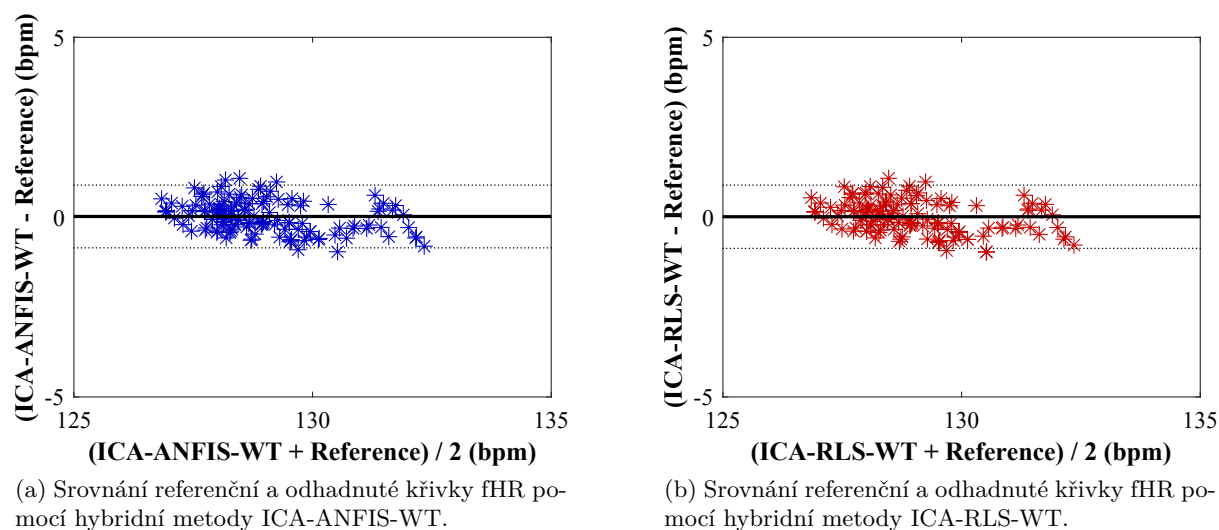 (ICA-ANFIS-WT - Reference) (bpm)
5
0
-5
125
130
135
(ICA-ANFIS-WT + Reference) / 2 (bpm)
(a) Srovnání referenční a odhadnuté křivky fHR po-
mocí hybridní metody ICA-ANFIS-WT.
(ICA-RLS-WT - Reference) (bpm)
5
0
-5
125
130
135
(ICA-RLS-WT + Reference) / 2 (bpm)
(b) Srovnání referenční a odhadnuté křivky fHR po-
mocí hybridní metody ICA-RLS-WT.